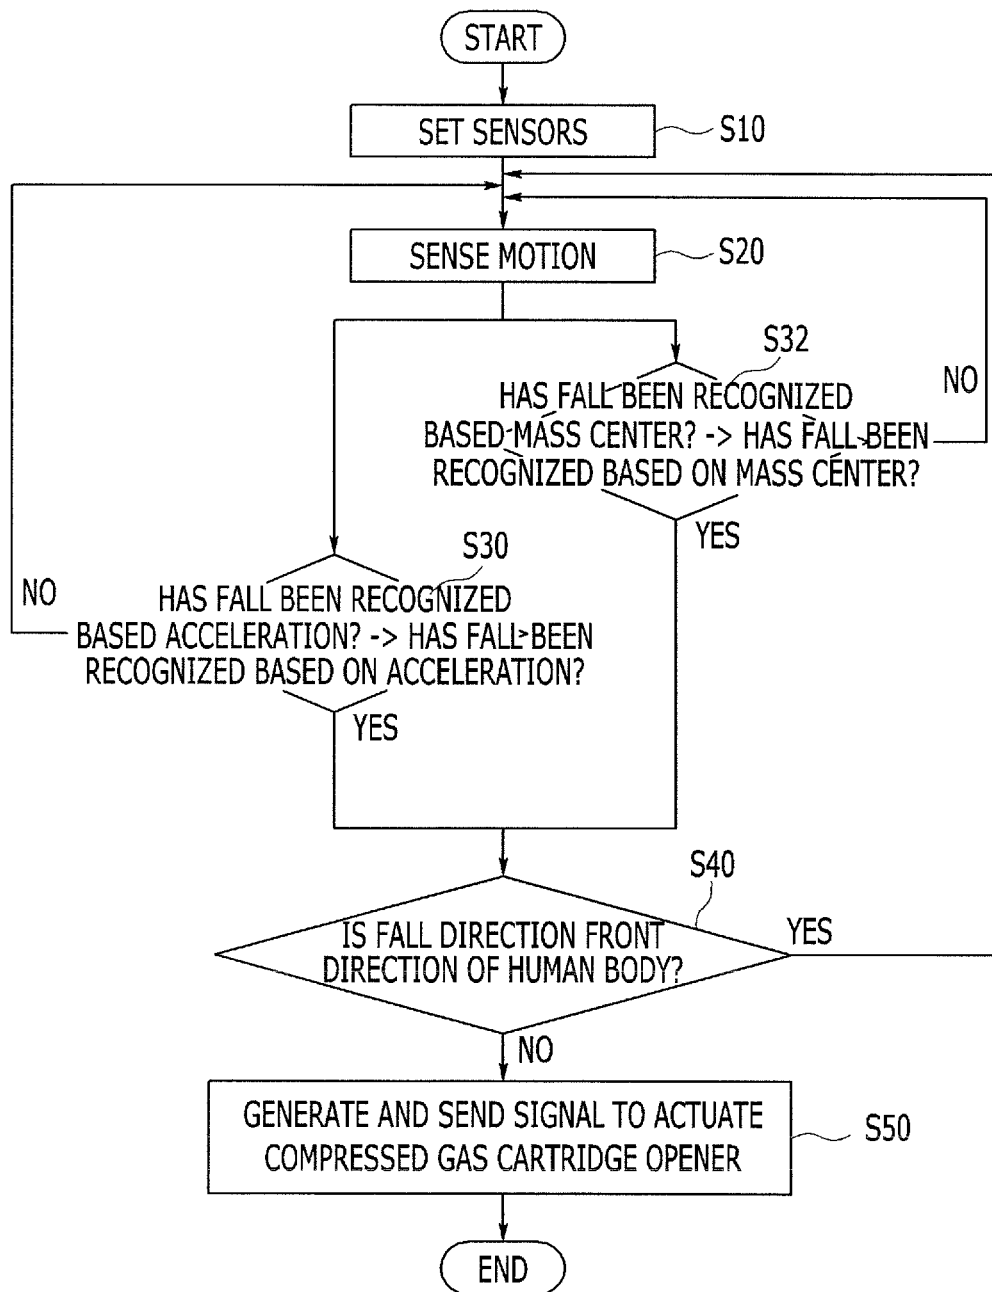 START
SET SENSORS
S10
SENSE MOTION
S20
S32
HAS FALL BEEN RECOGNIZED
BASED MASS CENTER? -> HAS FALL BEEN
RECOGNIZED BASED ON MASS CENTER?
NO
YES
S30
HAS FALL BEEN RECOGNIZED
BASED ACCELERATION? -> HAS FALL BEEN
RECOGNIZED BASED ON ACCELERATION?
NO
YES
S40
IS FALL DIRECTION FRONT
DIRECTION OF HUMAN BODY?
YES
NO
GENERATE AND SEND SIGNAL TO ACTUATE
COMPRESSED GAS CARTRIDGE OPENER
S50
END